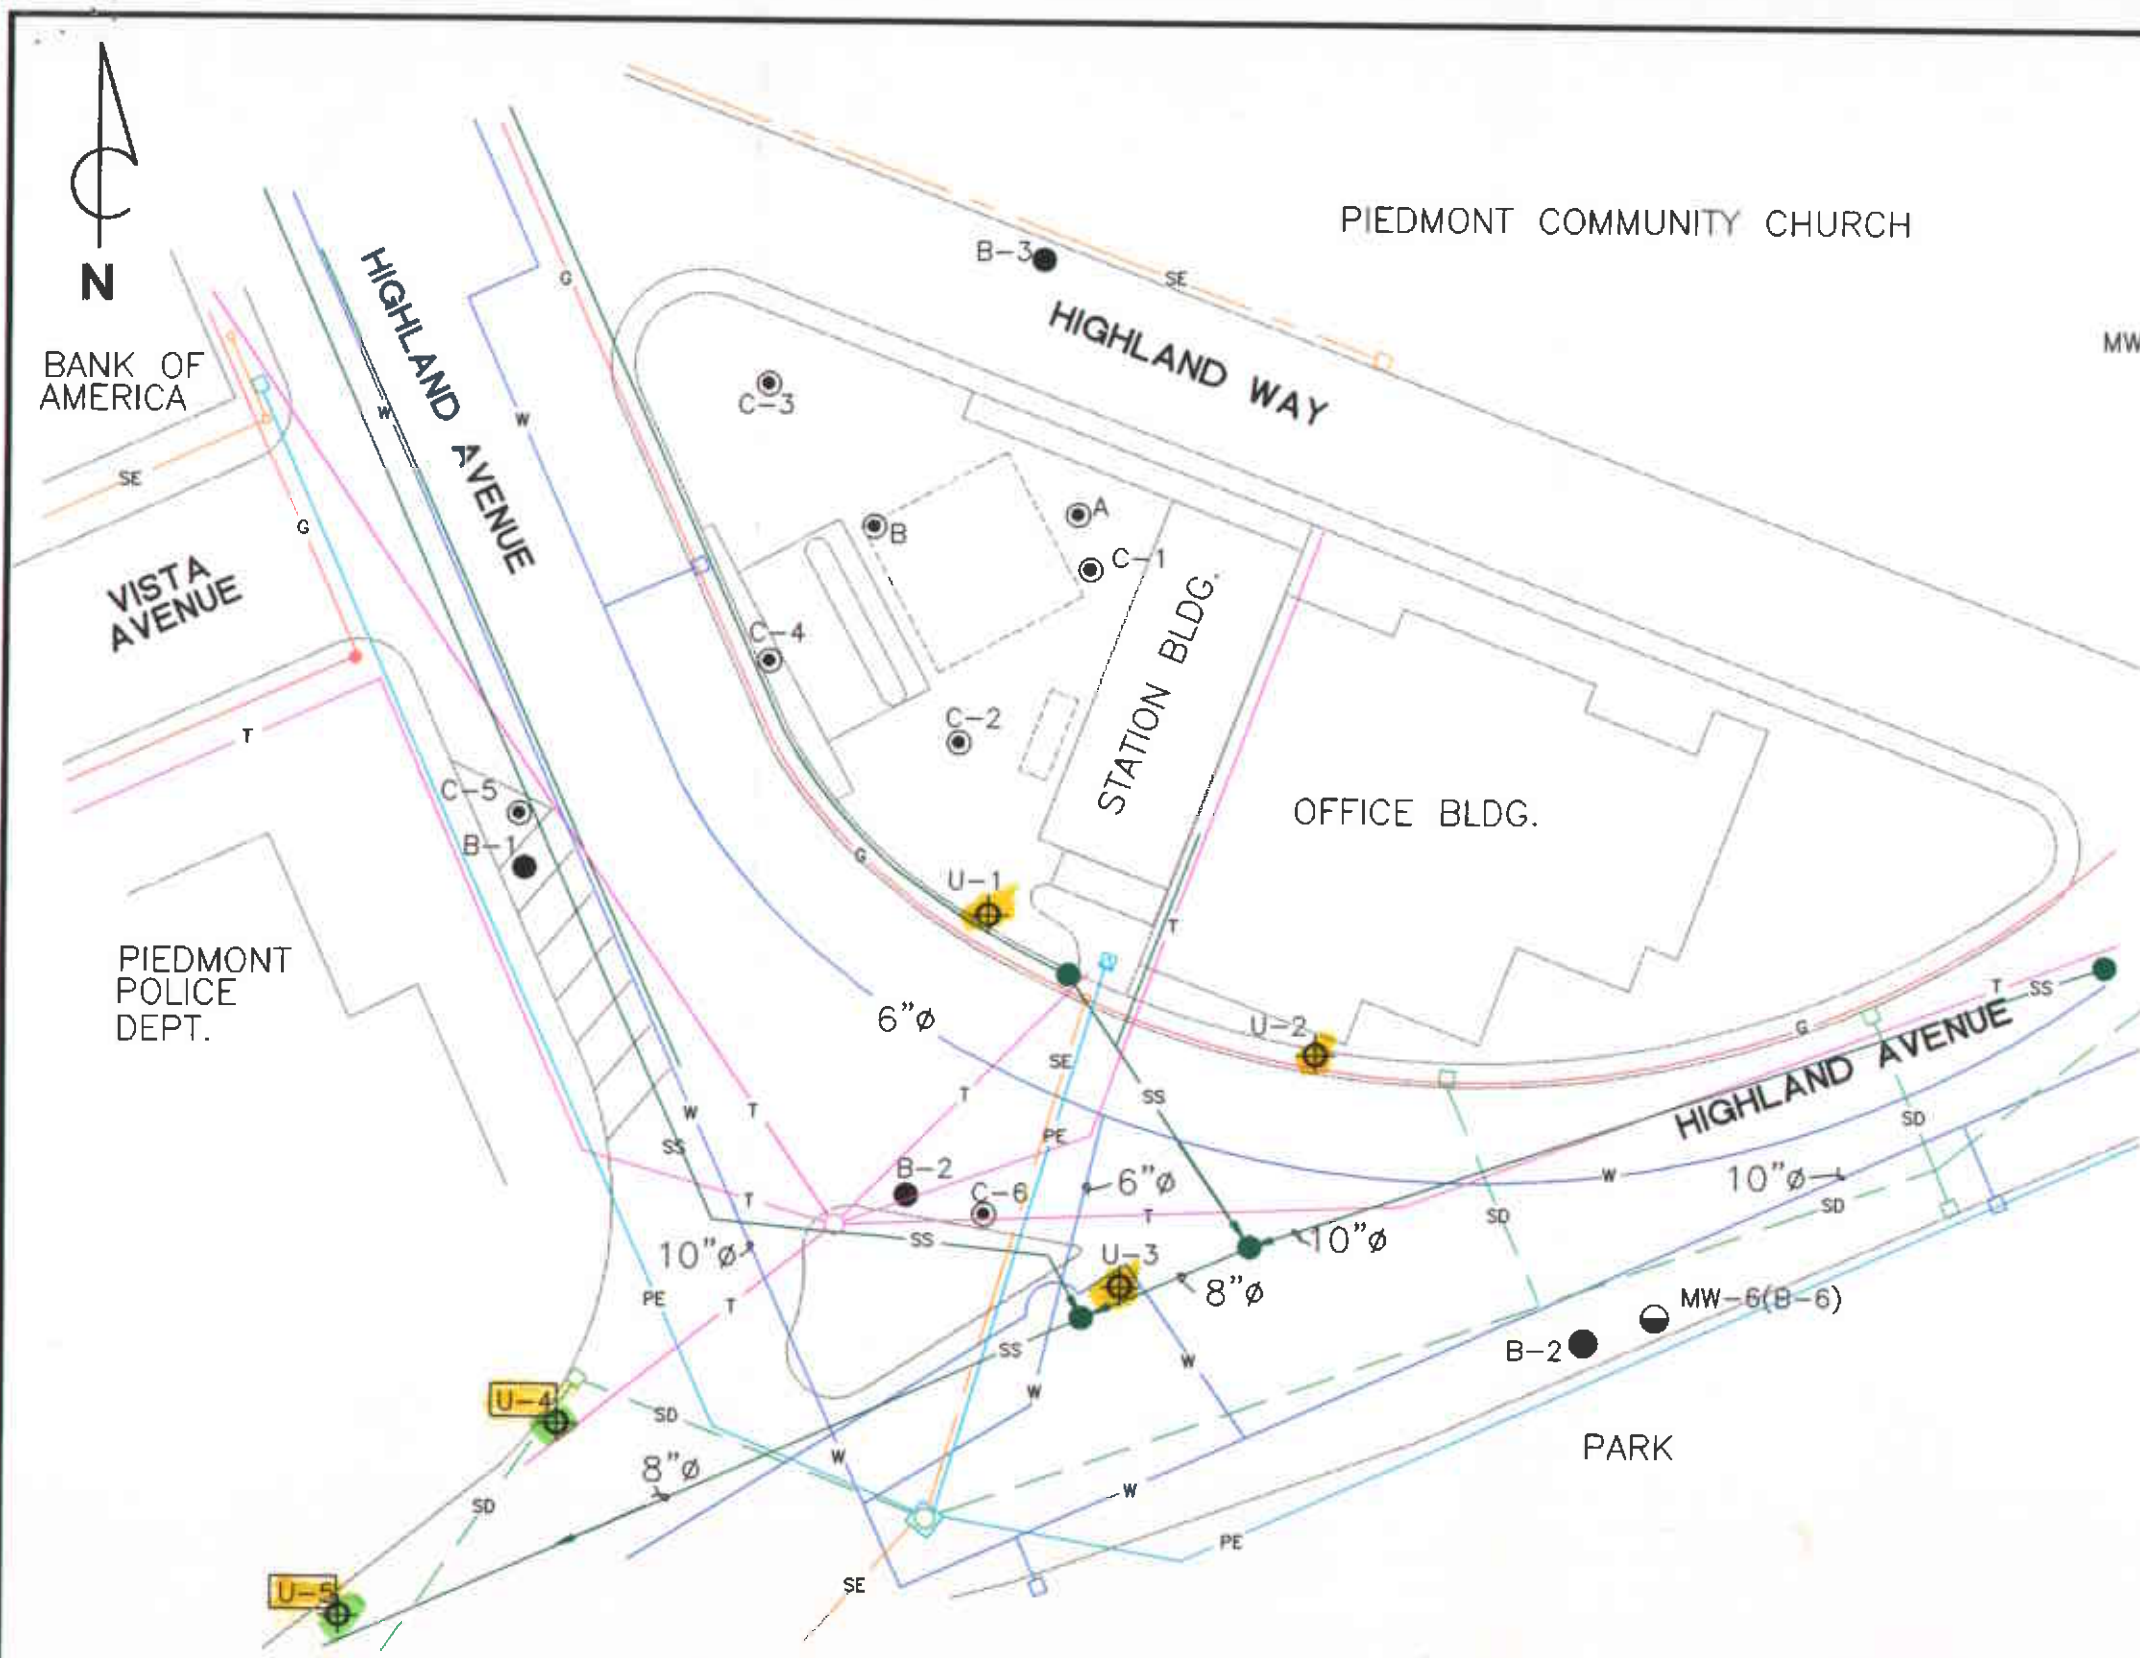 N
PIEDMONT COMMUNITY CHURCH
B-3
SE
HIGHLAND WAY
MW
G
HIGHLAND AVENUE
BANK OF
AMERICA
W
W
C-3
SE
G
A
B
C-1
VISTA
AVENUE
STATION BLDG.
C-4
C-2
T
C-5
B-1
OFFICE BLDG.
G
U-1
T
PIEDMONT
POLICE
DEPT.
6"ø
U-2
T
SS
G
HIGHLAND AVENUE
SE
T
SS
W
T
SS
SD
PE
B-2
6"ø
W
10"ø
T
C-6
SD
T
SD
SS
10"ø
10"ø
U-3
8"ø
PE
T
MW-6(B-6)
B-2
SS
W
W
U-4
SD
PARK
W
8"ø
W
SD
PE
SE
U-5